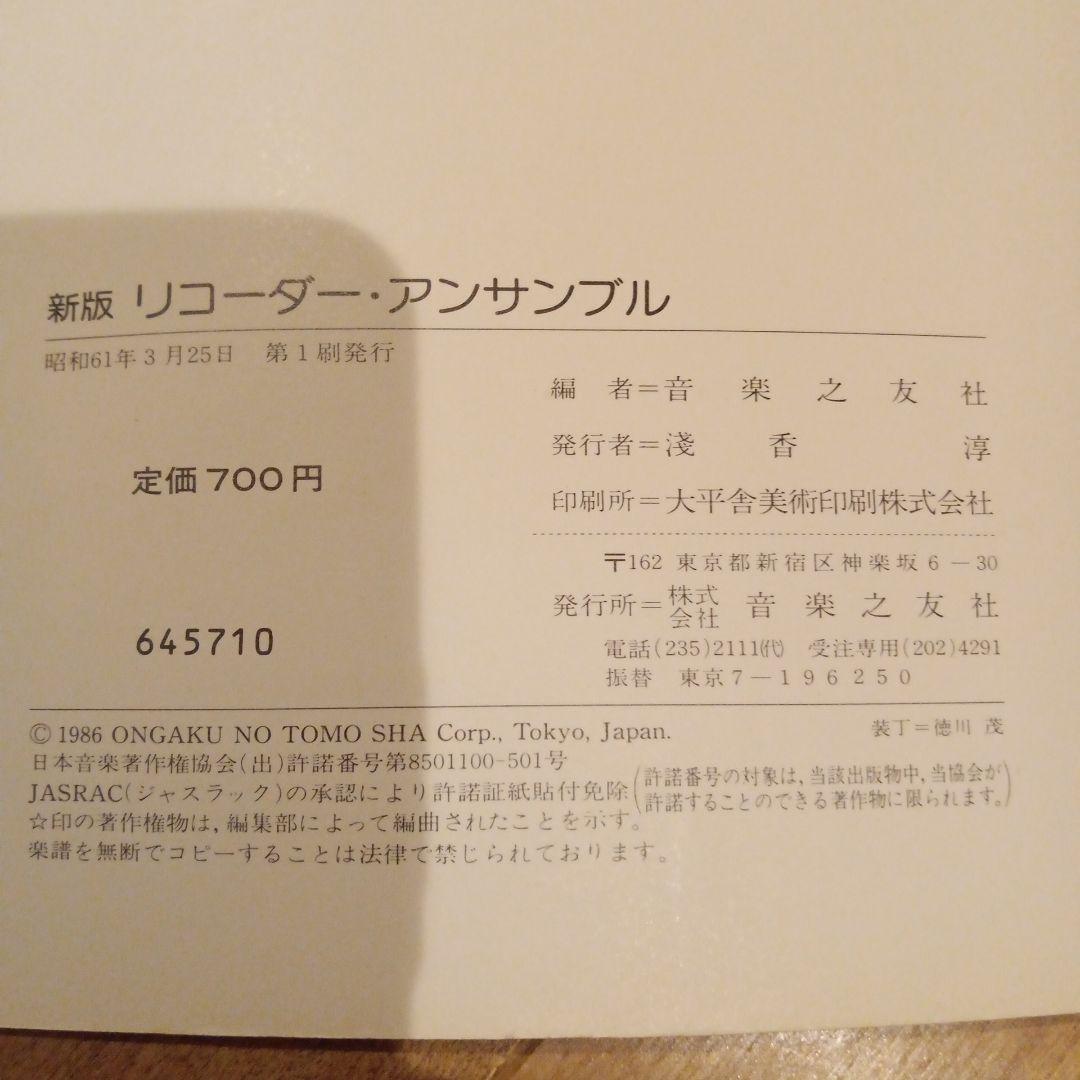 新版 リコーダー・アンサンブル
昭和61年3月25日 第1刷発行
定価700円
645710
編者＝音楽之友社
発行者＝淺香淳
印刷所＝大平舎美術印刷株式会社
〒162 東京都新宿区神楽坂6－30
発行所＝株式会社 音楽之友社
電話(235)2111㈹ 受注専用(202)4291
振替 東京7－196250
© 1986 ONGAKU NO TOMO SHA Corp., Tokyo, Japan.
装丁＝徳川 茂
日本音楽著作権協会(出)許諾番号第8501100-501号
JASRAC(ジャスラック)の承認により許諾証紙貼付免除
(許諾番号の対象は，当該出版物中，当協会が
許諾することのできる著作物に限られます。)
☆印の著作権物は，編集部によって編曲されたことを示す。
楽譜を無断でコピーすることは法律で禁じられております。